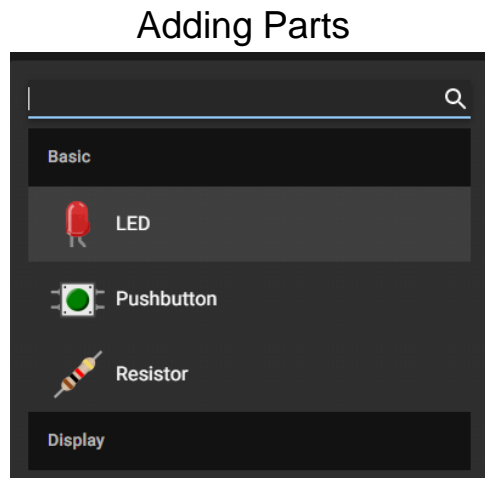 Adding Parts
Basic
LED
Pushbutton
Resistor
Display